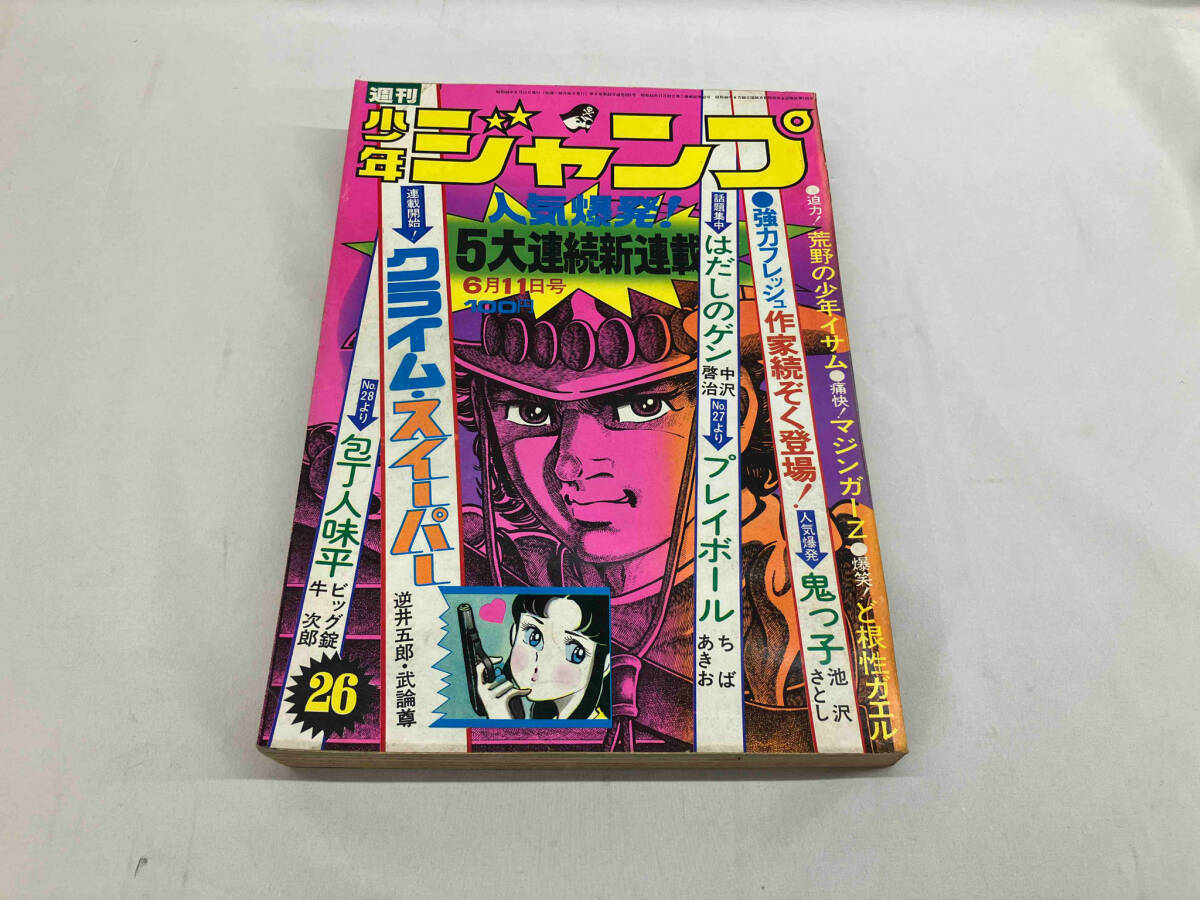 週刊
少年
ジャンプ
人気爆発!
5大連続新連載
6月11日号
100円
●迫力!荒野の少年イサム●痛快!マジンガーZ●爆笑!ど根性ガエル
●強力フレッシュ作家続ぞく登場!
人気爆発
鬼っ子
池沢
さとし
話題集中
はだしのゲン
中沢
啓治
No.27より
プレイボール
ちば
あきお
連載開始!
クライム・スイーパー
逆井五郎・武論尊
No.28より
包丁人味平
ビッグ錠
牛次郎
26